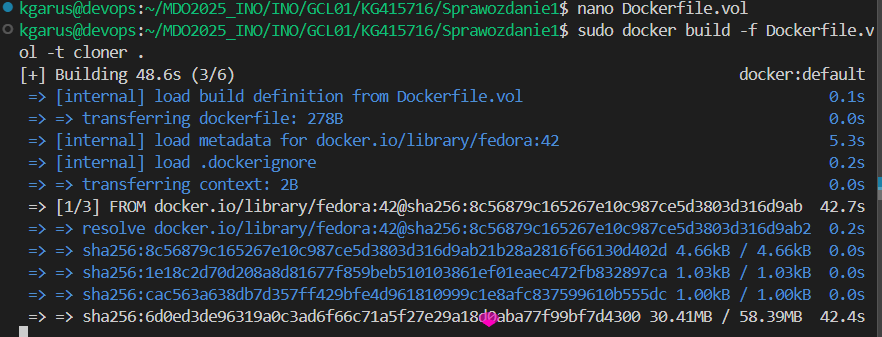 kgarus@devops:~/MDO2025_INO/INO/GCL01/KG415716/Sprawozdanie1$ nano Dockerfile.vol
kgarus@devops:~/MDO2025_INO/INO/GCL01/KG415716/Sprawozdanie1$ sudo docker build -f Dockerfile.v
ol -t cloner .
[+] Building 48.6s (3/6) docker:default
=> [internal] load build definition from Dockerfile.vol 0.1s
=> => transferring dockerfile: 278B 0.0s
=> [internal] load metadata for docker.io/library/fedora:42 5.3s
=> [internal] load .dockerignore 0.2s
=> => transferring context: 2B 0.0s
=> [1/3] FROM docker.io/library/fedora:42@sha256:8c56879c165267e10c987ce5d3803d316d9ab 42.7s
=> => resolve docker.io/library/fedora:42@sha256:8c56879c165267e10c987ce5d3803d316d9ab2 0.2s
=> => sha256:8c56879c165267e10c987ce5d3803d316d9ab21b28a2816f66130d402d 4.66kB / 4.66kB 0.0s
=> => sha256:1e18c2d70d208a8d81677f859beb510103861ef01eaec472fb832897ca 1.03kB / 1.03kB 0.0s
=> => sha256:cac563a638db7d357ff429bfe4d961810999c1e8afc837599610b555dc 1.00kB / 1.00kB 0.0s
=> => sha256:6d0ed3de96319a0c3ad6f66c71a5f27e29a18d0aba77f99bf7d4300 30.41MB / 58.39MB 42.4s